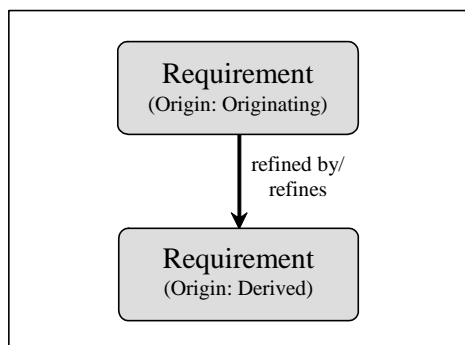 Requirement
(Origin: Originating)
refined by/
refines
Requirement
(Origin: Derived)